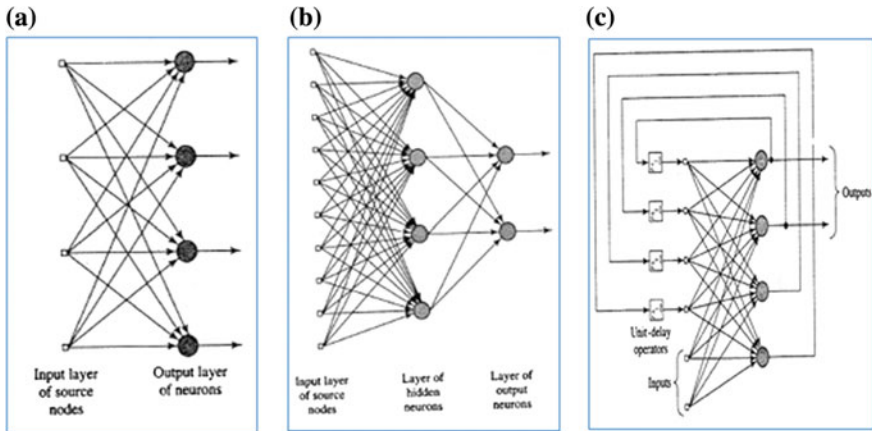 (a)
(b)
(c)
Input layer
of source
nodes
Output layer
of neurons
Input layer
of source
nodes
Layer of
hidden
neurons
Layer of
output
neurons
Outputs
Unit-delay
operators
Inputs